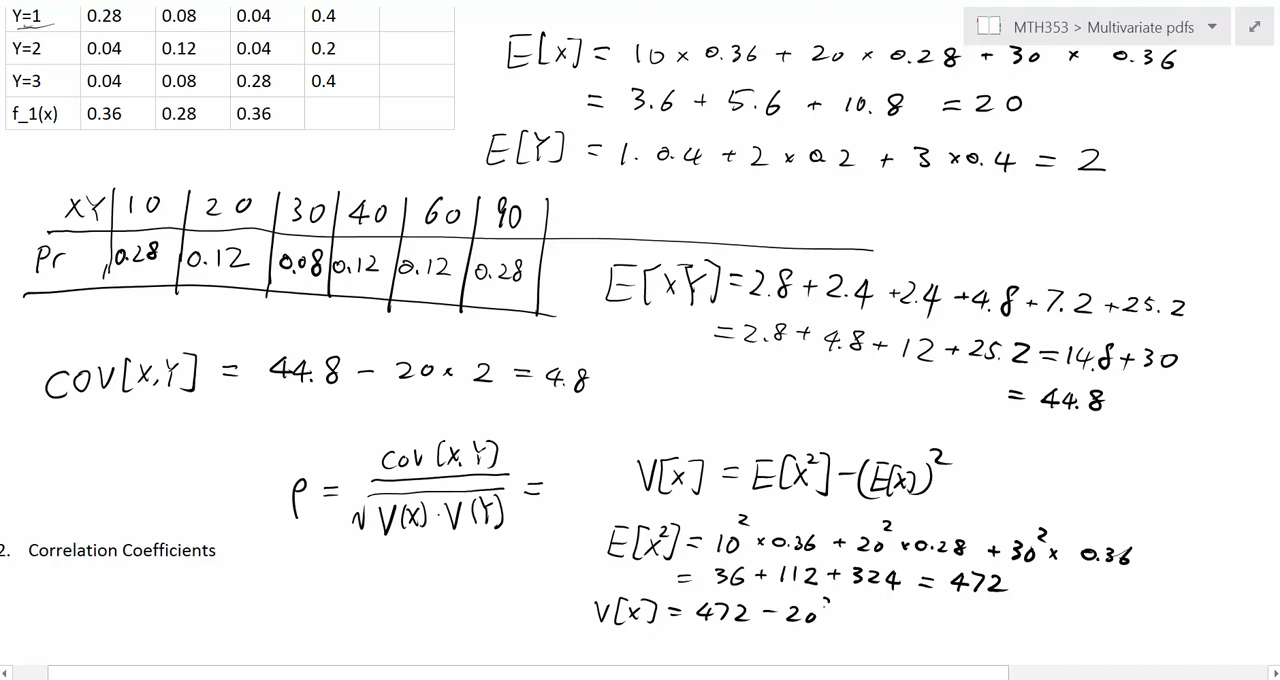 MTH353 > Multivariate pdfs
Y=1 0.28 0.08 0.04 0.4
Y=2 0.04 0.12 0.04 0.2
Y=3 0.04 0.08 0.28 0.4
f_1(x) 0.36 0.28 0.36
E[X] = 10 × 0.36 + 20 × 0.28 + 30 × 0.36
= 3.6 + 5.6 + 10.8 = 20
E[Y] = 1. 0.4 + 2 × 0.2 + 3 × 0.4 = 2
XY 10 20 30 40 60 90
Pr 0.28 0.12 0.08 0.12 0.12 0.28
E[XY] = 2.8 + 2.4 + 2.4 + 4.8 + 7.2 + 25.2
= 2.8 + 4.8 + 12 + 25.2 = 14.8 + 30
= 44.8
COV[X,Y] = 44.8 - 20 × 2 = 4.8
ρ = Cov(X,Y) / √V(X)·V(Y) =
V[X] = E[X²] - (E[X])²
E[X²] = 10² × 0.36 + 20² × 0.28 + 30² × 0.36
= 36 + 112 + 324 = 472
V[X] = 472 - 20²
2. Correlation Coefficients